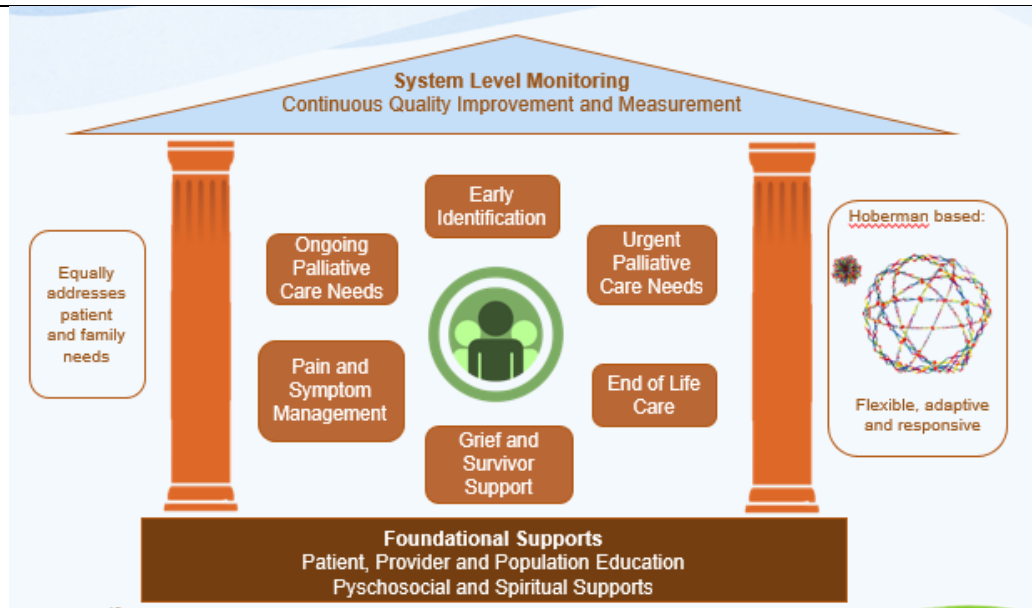 System Level Monitoring
Continuous Quality Improvement and Measurement
Early
Identification
Ongoing
Palliative
Care Needs
Urgent
Palliative
Care Needs
Equally
addresses
patient
and family
needs
Hoberman based:
Flexible, adaptive
and responsive
Pain and
Symptom
Management
End of Life
Care
Grief and
Survivor
Support
Foundational Supports
Patient, Provider and Population Education
Pyschosocial and Spiritual Supports